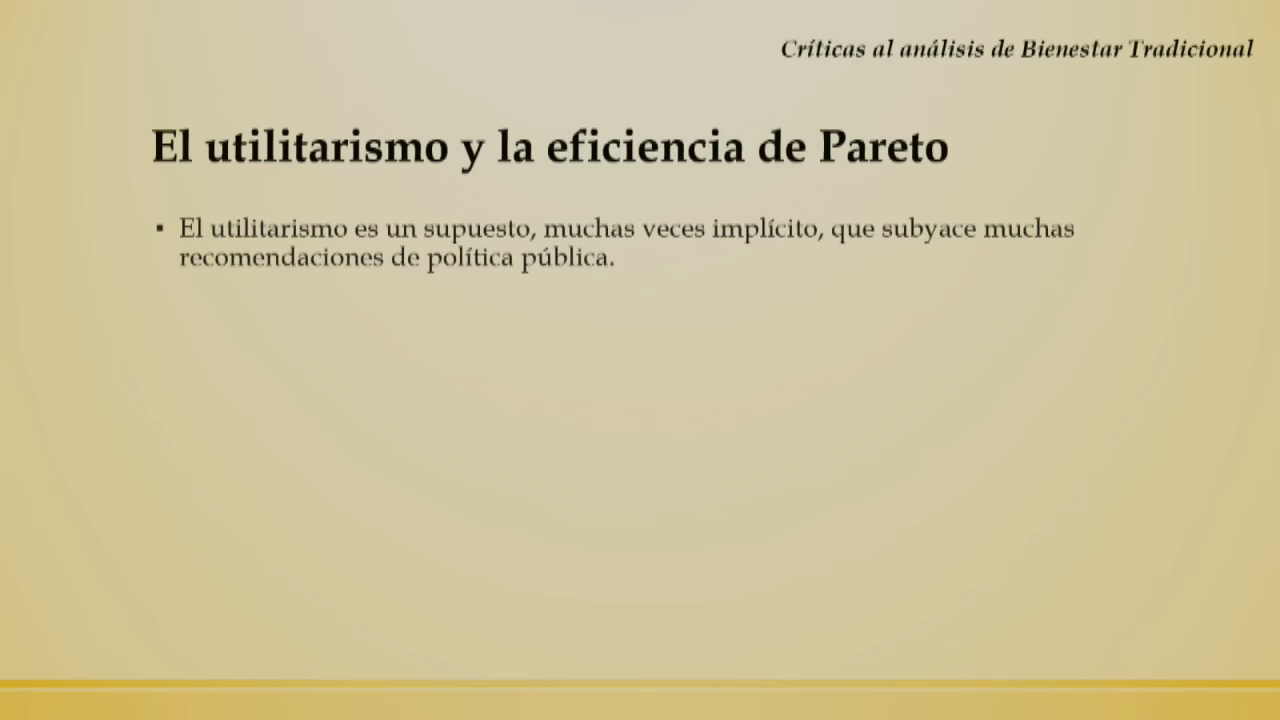 Críticas al análisis de Bienestar Tradicional
El utilitarismo y la eficiencia de Pareto
▪ El utilitarismo es un supuesto, muchas veces implícito, que subyace muchas
recomendaciones de política pública.